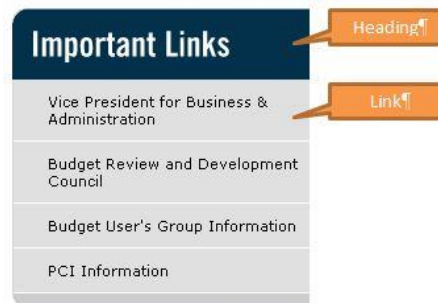 Important Links
Heading¶
Vice President for Business &
Administration
Link¶
Budget Review and Development
Council
Budget User's Group Information
PCI Information